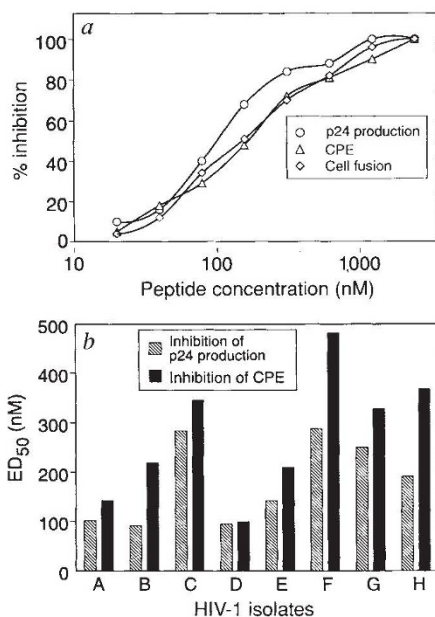 a
100
80
60
40
20
0
% inhibition
p24 production
CPE
Cell fusion
10
100
1,000
Peptide concentration (nM)
b
500
400
300
200
100
0
ED50 (nM)
Inhibition of
p24 production
Inhibition of CPE
A B C D E F G H
HIV-1 isolates